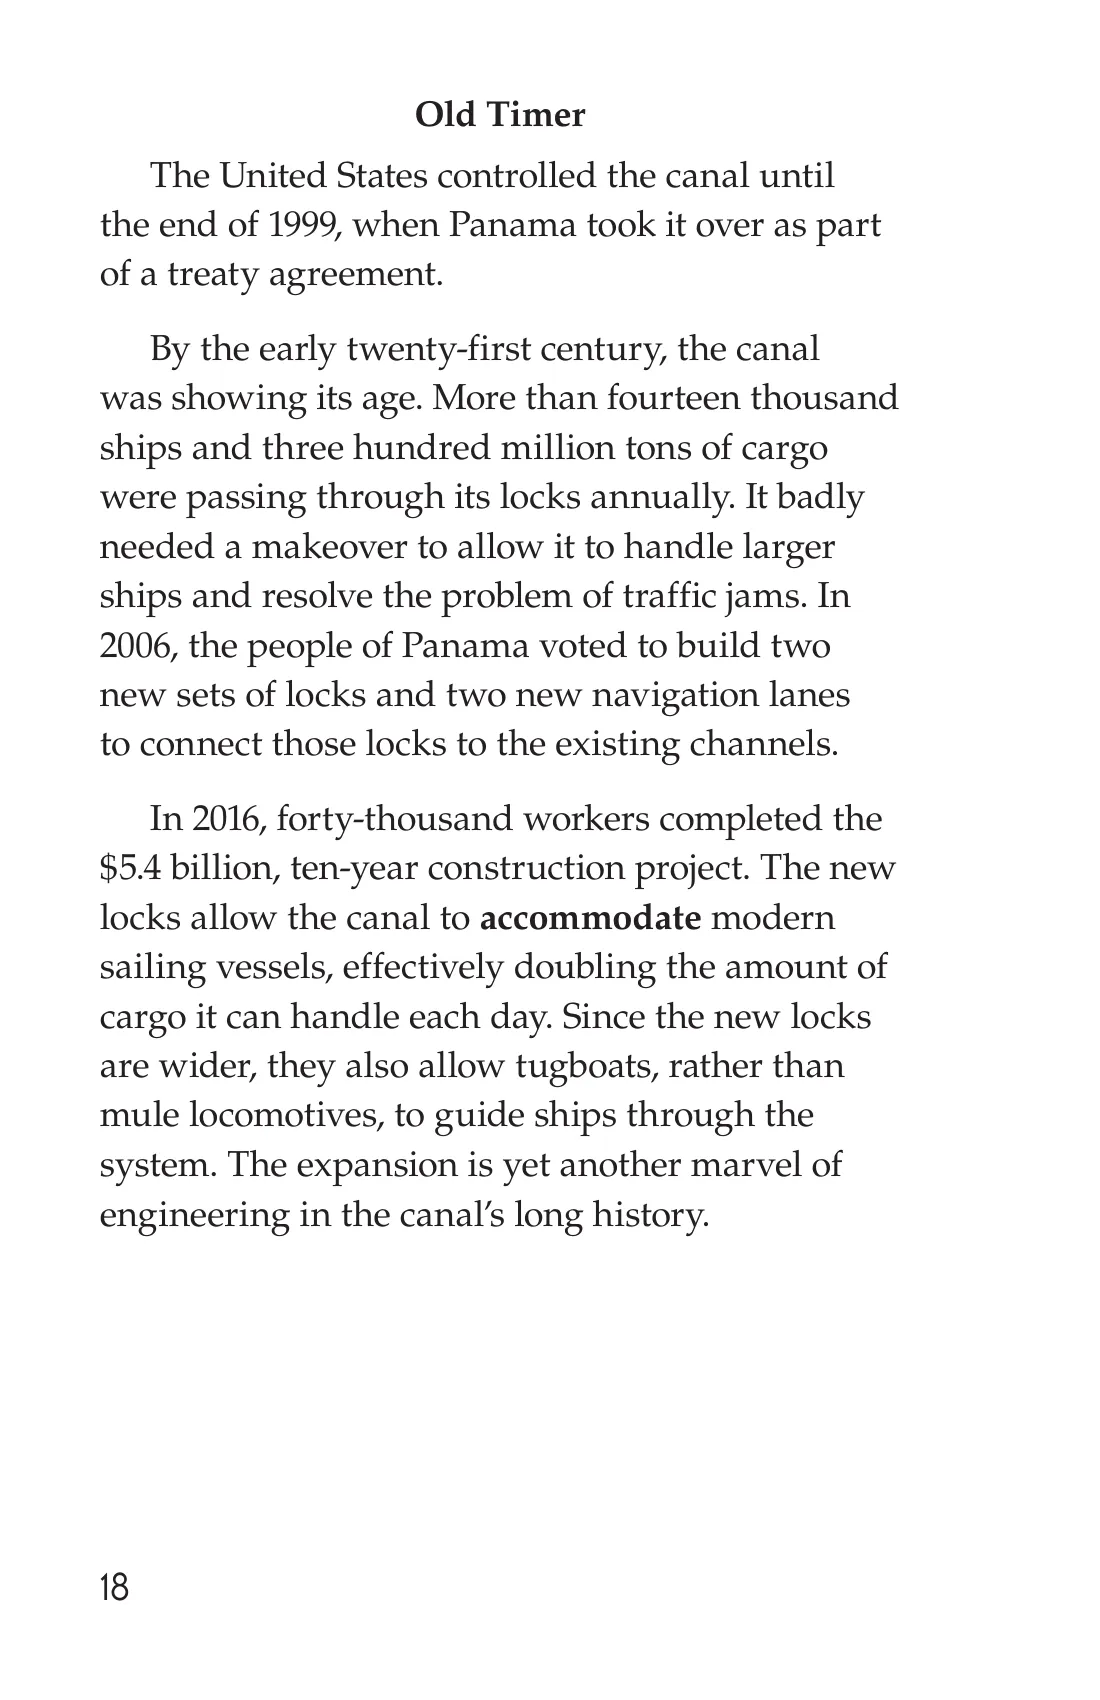 Old Timer
The United States controlled the canal until
the end of 1999, when Panama took it over as part
of a treaty agreement.
By the early twenty-first century, the canal
was showing its age. More than fourteen thousand
ships and three hundred million tons of cargo
were passing through its locks annually. It badly
needed a makeover to allow it to handle larger
ships and resolve the problem of traffic jams. In
2006, the people of Panama voted to build two
new sets of locks and two new navigation lanes
to connect those locks to the existing channels.
In 2016, forty-thousand workers completed the
$5.4 billion, ten-year construction project. The new
locks allow the canal to accommodate modern
sailing vessels, effectively doubling the amount of
cargo it can handle each day. Since the new locks
are wider, they also allow tugboats, rather than
mule locomotives, to guide ships through the
system. The expansion is yet another marvel of
engineering in the canal’s long history.
18